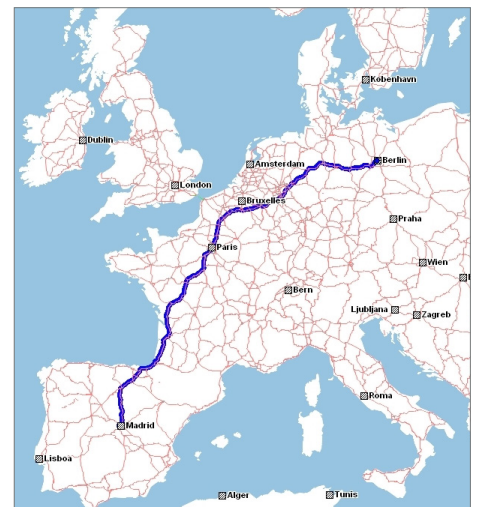 København
Dublin
Amsterdam
Berlin
London
Bruxelles
Praha
Paris
Wien
Bern
Ljubljana
Zagreb
Roma
Madrid
Lisboa
Alger
Tunis